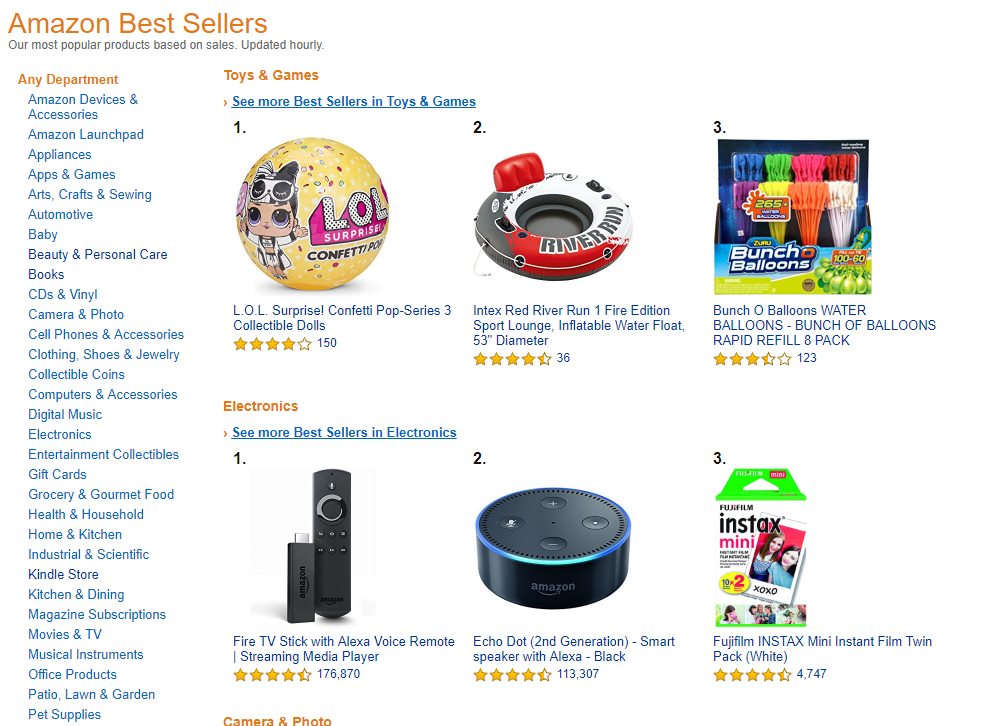 Amazon Best Sellers
Our most popular products based on sales. Updated hourly.
Any Department
Amazon Devices &
Accessories
Amazon Launchpad
Appliances
Apps & Games
Arts, Crafts & Sewing
Automotive
Baby
Beauty & Personal Care
Books
CDs & Vinyl
Camera & Photo
Cell Phones & Accessories
Clothing, Shoes & Jewelry
Collectible Coins
Computers & Accessories
Digital Music
Electronics
Entertainment Collectibles
Gift Cards
Grocery & Gourmet Food
Health & Household
Home & Kitchen
Industrial & Scientific
Kindle Store
Kitchen & Dining
Magazine Subscriptions
Movies & TV
Musical Instruments
Office Products
Patio, Lawn & Garden
Pet Supplies
Toys & Games
› See more Best Sellers in Toys & Games
1.
L.O.L.
SURPRISE!
CONFETTI POP
L.O.L. Surprise! Confetti Pop-Series 3
Collectible Dolls
150
2.
RIVER RUN
Intex Red River Run 1 Fire Edition
Sport Lounge, Inflatable Water Float,
53" Diameter
36
3.
265+
WATER
BALLOONS
ZURU
Bunch O
Balloons
100-60
Bunch O Balloons WATER
BALLOONS - BUNCH OF BALLOONS
RAPID REFILL 8 PACK
123
Electronics
› See more Best Sellers in Electronics
1.
amazon
amazon
Fire TV Stick with Alexa Voice Remote
| Streaming Media Player
176,870
2.
amazon
Echo Dot (2nd Generation) - Smart
speaker with Alexa - Black
113,307
3.
FUJIFILM mini
FUJIFILM
instax
mini
INSTANT FILM
FILM INSTANTANÉ
10×2
XOXO
Fujifilm INSTAX Mini Instant Film Twin
Pack (White)
4,747
Camera & Photo